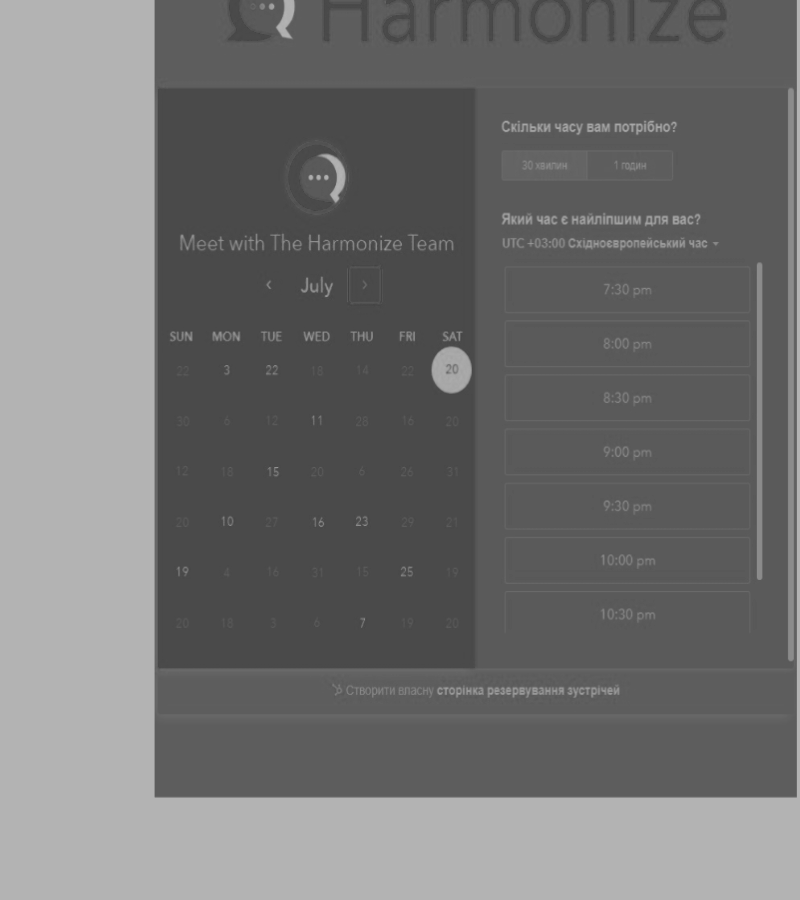 Harmonize
Meet with The Harmonize Team
July
SUN MON TUE WED THU FRI SAT
22 3 22 18 14 22 20
30 6 12 11 28 16 20
12 18 15 20 6 26 31
20 10 27 16 23 29 21
19 4 16 31 15 25 19
20 18 3 6 7 19 20
Скільки часу вам потрібно?
30 хвилин 1 годин
Який час є найліпшим для вас?
UTC +03:00 Східноєвропейський час
7:30 pm
8:00 pm
8:30 pm
9:00 pm
9:30 pm
10:00 pm
10:30 pm
Створити власну сторінка резервування зустрічей